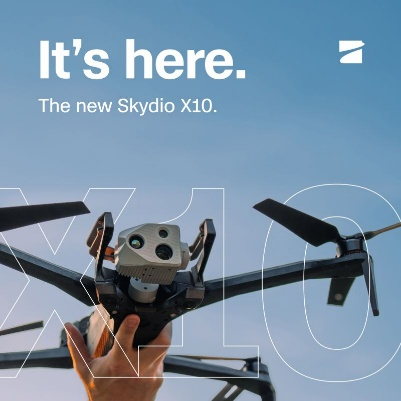 It's here.
The new Skydio X10.
X10